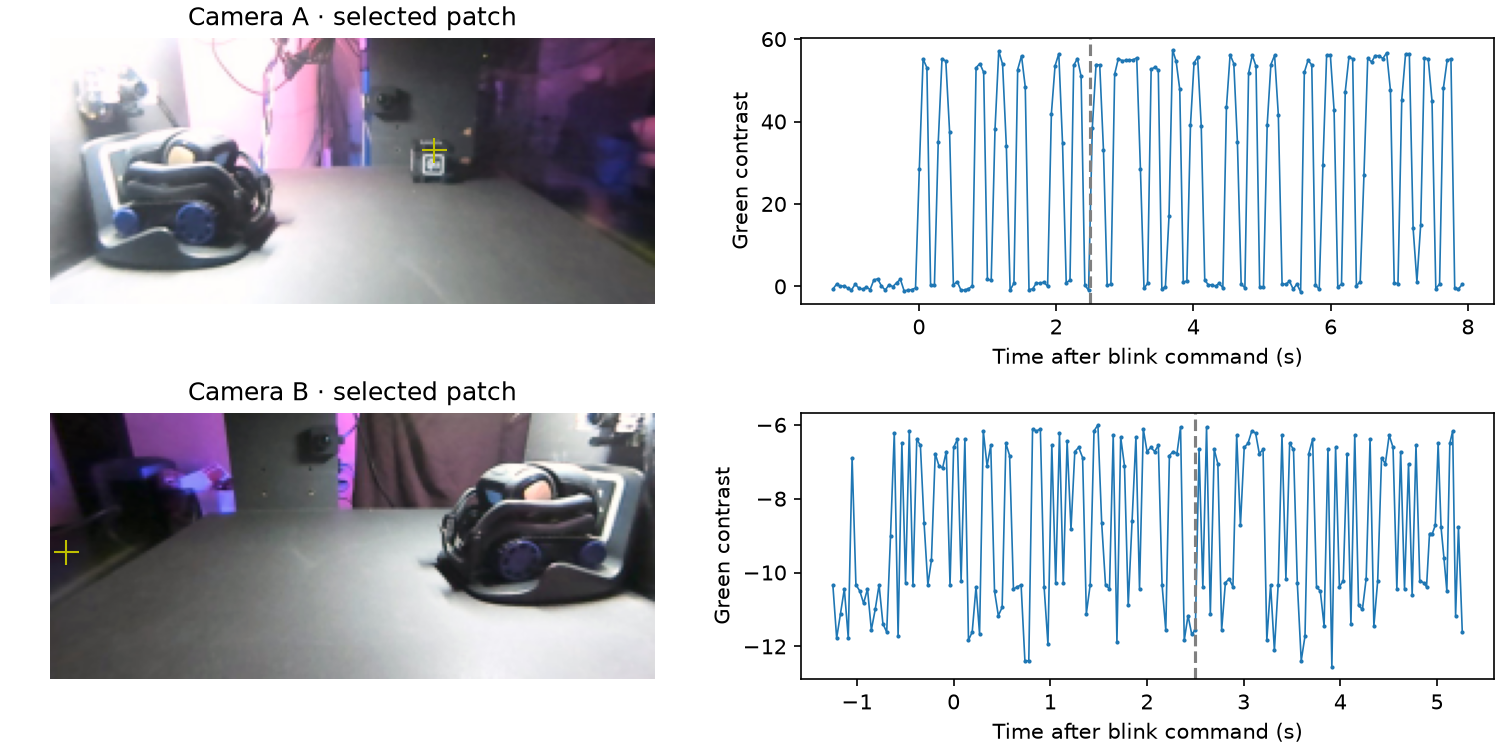 Camera A · selected patch
60
40
20
0
Green contrast
0 2 4 6 8
Time after blink command (s)
Camera B · selected patch
−6
−8
−10
−12
Green contrast
−1 0 1 2 3 4 5
Time after blink command (s)